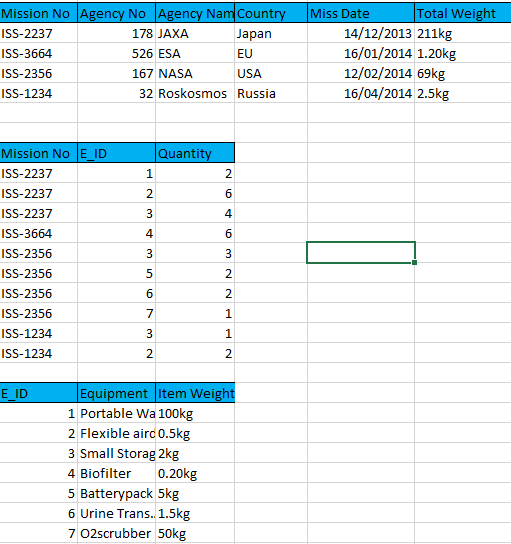 Mission No Agency No Agency Nam Country Miss Date Total Weight
ISS-2237 178 JAXA Japan 14/12/2013 211kg
ISS-3664 526 ESA EU 16/01/2014 1.20kg
ISS-2356 167 NASA USA 12/02/2014 69kg
ISS-1234 32 Roskosmos Russia 16/04/2014 2.5kg
Mission No E_ID Quantity
ISS-2237 1 2
ISS-2237 2 6
ISS-2237 3 4
ISS-3664 4 6
ISS-2356 3 3
ISS-2356 5 2
ISS-2356 6 2
ISS-2356 7 1
ISS-1234 3 1
ISS-1234 2 2
E_ID Equipment Item Weight
1 Portable Wa 100kg
2 Flexible aird 0.5kg
3 Small Storag 2kg
4 Biofilter 0.20kg
5 Batterypack 5kg
6 Urine Trans.. 1.5kg
7 O2scrubber 50kg